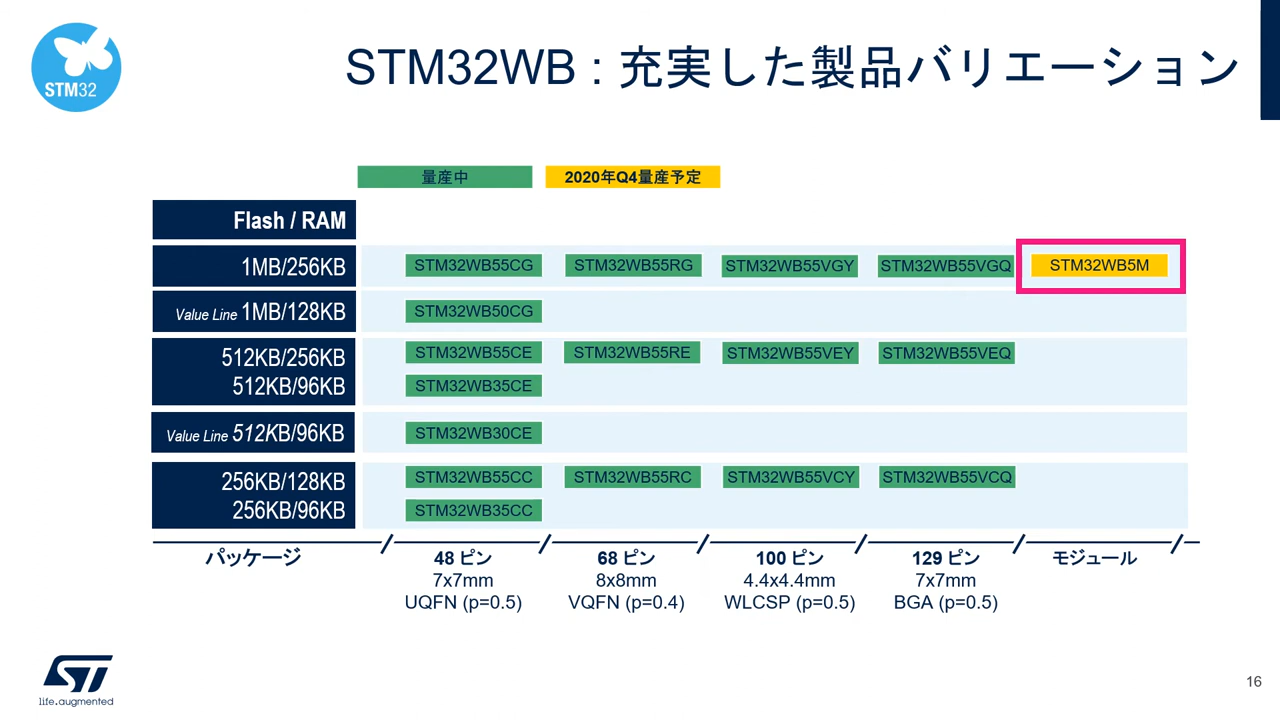 STM32
STM32WB : 充実した製品バリエーション
量産中 2020年Q4量産予定
Flash / RAM
1MB/256KB STM32WB55CG STM32WB55RG STM32WB55VGY STM32WB55VGQ STM32WB5M
Value Line 1MB/128KB STM32WB50CG
512KB/256KB STM32WB55CE STM32WB55RE STM32WB55VEY STM32WB55VEQ
512KB/96KB STM32WB35CE
Value Line 512KB/96KB STM32WB30CE
256KB/128KB STM32WB55CC STM32WB55RC STM32WB55VCY STM32WB55VCQ
256KB/96KB STM32WB35CC
パッケージ 48 ピン 68 ピン 100 ピン 129 ピン モジュール
7x7mm 8x8mm 4.4x4.4mm 7x7mm
UQFN (p=0.5) VQFN (p=0.4) WLCSP (p=0.5) BGA (p=0.5)
ST
life.augmented
16